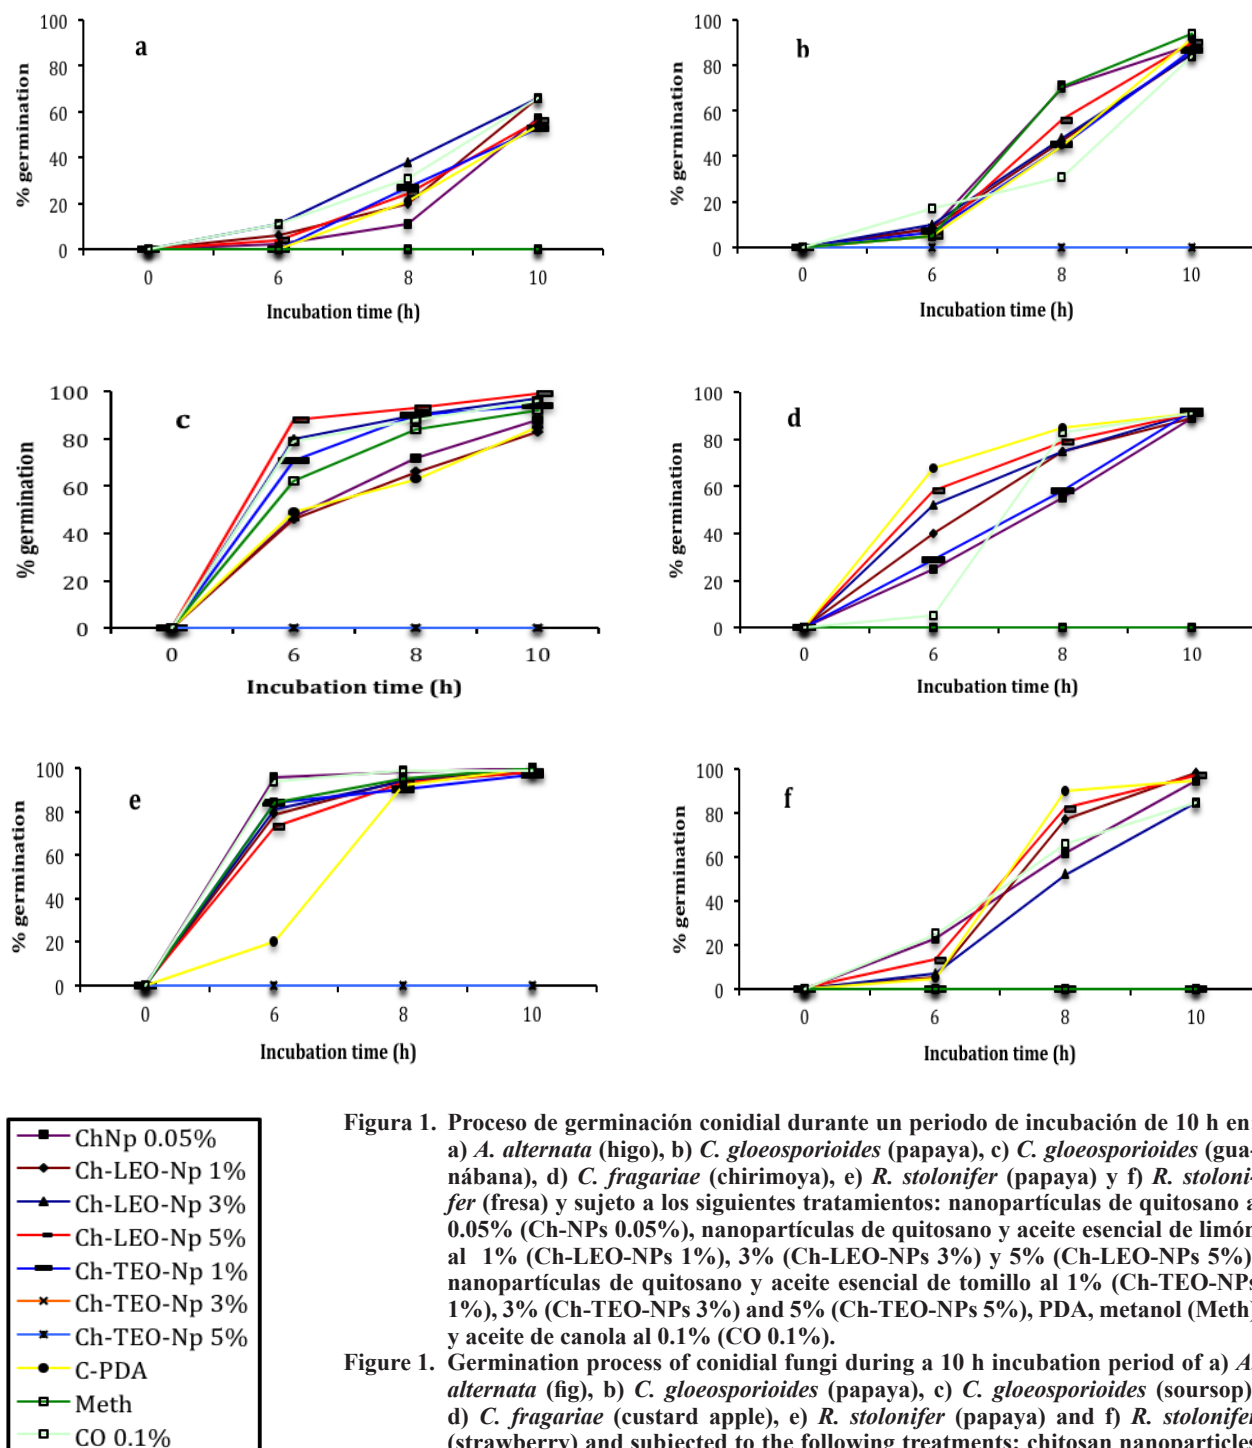 a
100
80
60
40
20
0
% germination
0
6
8
10
Incubation time (h)
b
100
80
60
40
20
0
% germination
0
6
8
10
Incubation time (h)
c
100
80
60
40
20
0
% germination
0
6
8
10
Incubation time (h)
d
100
80
60
40
20
0
% germination
0
6
8
10
Incubation time (h)
e
100
80
60
40
20
0
% germination
0
6
8
10
Incubation time (h)
f
100
80
60
40
20
0
% germination
0
6
8
10
Incubation time (h)
ChNp 0.05%
Ch-LEO-Np 1%
Ch-LEO-Np 3%
Ch-LEO-Np 5%
Ch-TEO-Np 1%
Ch-TEO-Np 3%
Ch-TEO-Np 5%
C-PDA
Meth
CO 0.1%
Figura 1. Proceso de germinación conidial durante un periodo de incubación de 10 h en:
a) A. alternata (higo), b) C. gloeosporioides (papaya), c) C. gloeosporioides (gua-
nábana), d) C. fragariae (chirimoya), e) R. stolonifer (papaya) y f) R. stoloni-
fer (fresa) y sujeto a los siguientes tratamientos: nanopartículas de quitosano a
0.05% (Ch-NPs 0.05%), nanopartículas de quitosano y aceite esencial de limón
al 1% (Ch-LEO-NPs 1%), 3% (Ch-LEO-NPs 3%) y 5% (Ch-LEO-NPs 5%)
nanopartículas de quitosano y aceite esencial de tomillo al 1% (Ch-TEO-NPs
1%), 3% (Ch-TEO-NPs 3%) and 5% (Ch-TEO-NPs 5%), PDA, metanol (Meth)
y aceite de canola al 0.1% (CO 0.1%).
Figure 1. Germination process of conidial fungi during a 10 h incubation period of a) A.
alternata (fig), b) C. gloeosporioides (papaya), c) C. gloeosporioides (soursop)
d) C. fragariae (custard apple), e) R. stolonifer (papaya) and f) R. stolonifer
(strawberry) and subjected to the following treatments: chitosan nanoparticles